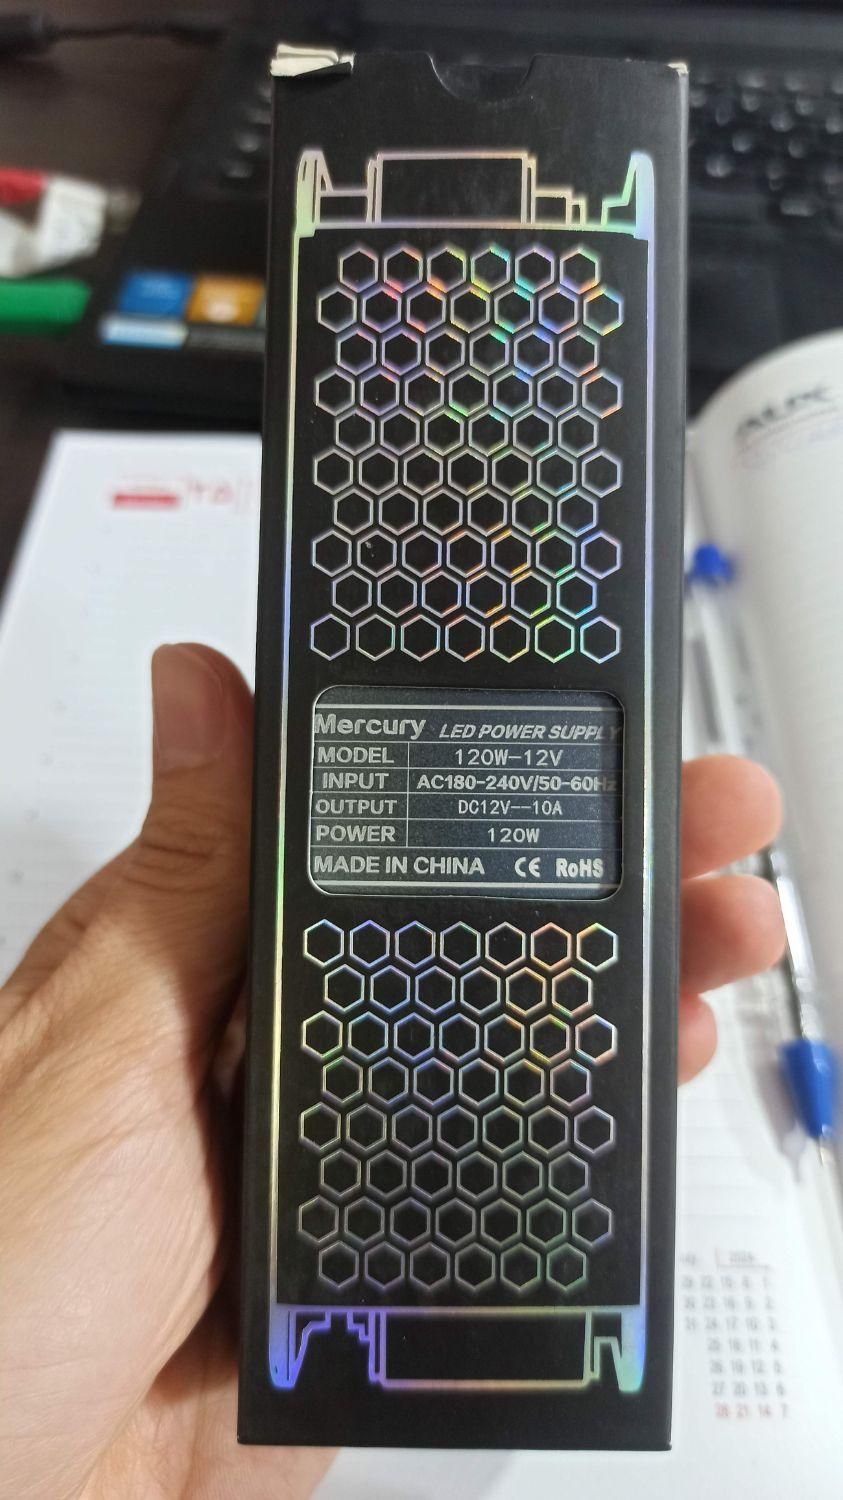 Mercury LED POWER SUPPLY
MODEL 120W-12V
INPUT AC180-240V/50-60Hz
OUTPUT DC12V--10A
POWER 120W
MADE IN CHINA CE RoHS